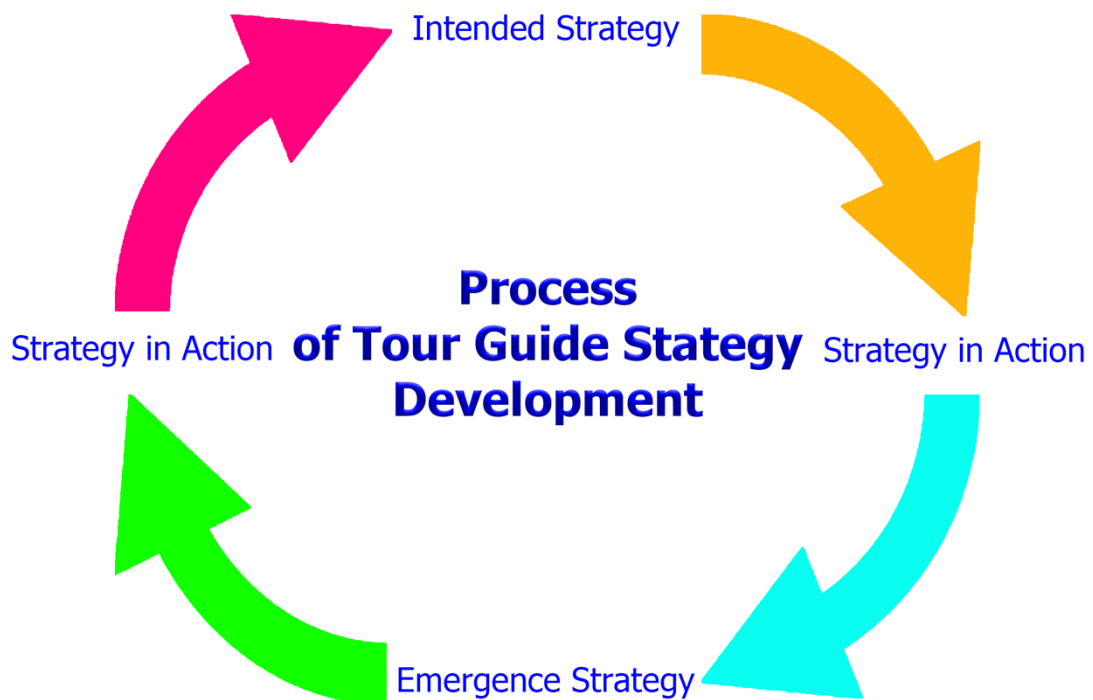 Intended Strategy
Process
of Tour Guide Stategy
Development
Strategy in Action
Strategy in Action
Emergence Strategy